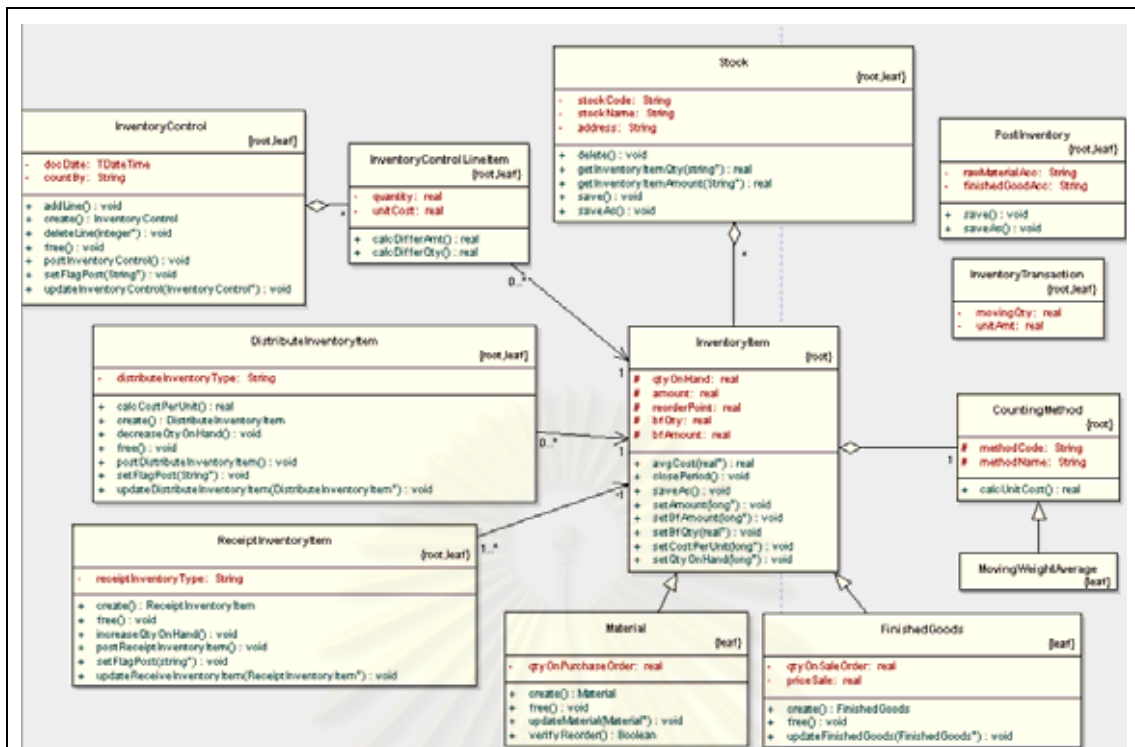 Stock
{root,leaf}
- stockCode: String
- stockName: String
- address: String
+ delete() : void
+ getInventoryItemQty(string*) : real
+ getInventoryItemAmount(String*) : real
+ save() : void
+ saveAs() : void
InventoryControl
{root,leaf}
- docDate: TDateTime
- countBy: String
+ addLine() : void
+ create() : InventoryControl
+ deleteLine(integer*) : void
+ free() : void
+ postInventoryControl() : void
+ setFlagPost(String*) : void
+ updateInventoryControl(InventoryControl*) : void
*
InventoryControlLineItem
{root,leaf}
- quantity: real
- unitCost: real
+ calcDifferAmt() : real
+ calcDifferQty() : real
0..*
1
*
PostInventory
{root,leaf}
- rawMaterialAcc: String
- finishedGoodAcc: String
+ save() : void
+ saveAs() : void
InventoryTransaction
{root,leaf}
- movingQty: real
- unitAmt: real
DistributeInventoryItem
{root,leaf}
- distributeInventoryType: String
+ calcCostPerUnit() : real
+ create() : DistributeInventoryItem
+ decreaseQtyOnHand() : void
+ free() : void
+ postDistributeInventoryItem() : void
+ setFlagPost(String*) : void
+ updateDistributeInventoryItem(DistributeInventoryItem*) : void
0..*
1
InventoryItem
{root}
# qtyOnHand: real
# amount: real
# reorderPoint: real
# bfQty: real
# bfAmount: real
+ avgCost(real*) : real
+ closePeriod() : void
+ saveAs() : void
+ setAmount(long*) : void
+ setBfAmount(long*) : void
+ setBfQty(real*) : void
+ setCostPerUnit(long*) : void
+ setQtyOnHand(long*) : void
1
CountingMethod
{root}
# methodCode: String
# methodName: String
+ calcUnitCost() : real
MovingWeightAverage
{leaf}
ReceiptInventoryItem
{root,leaf}
- receiptInventoryType: String
+ create() : ReceiptInventoryItem
+ free() : void
+ increaseQtyOnHand() : void
+ postReceiptInventoryItem() : void
+ setFlagPost(string*) : void
+ updateReceiveInventoryItem(ReceiptInventoryItem*) : void
1..*
1
Material
{leaf}
- qtyOnPurchaseOrder: real
+ create() : Material
+ free() : void
+ updateMaterial(Material*) : void
+ verifyReorder() : Boolean
FinishedGoods
{leaf}
- qtyOnSaleOrder: real
- priceSale: real
+ create() : FinishedGoods
+ free() : void
+ updateFinishedGoods(FinishedGoods*) : void